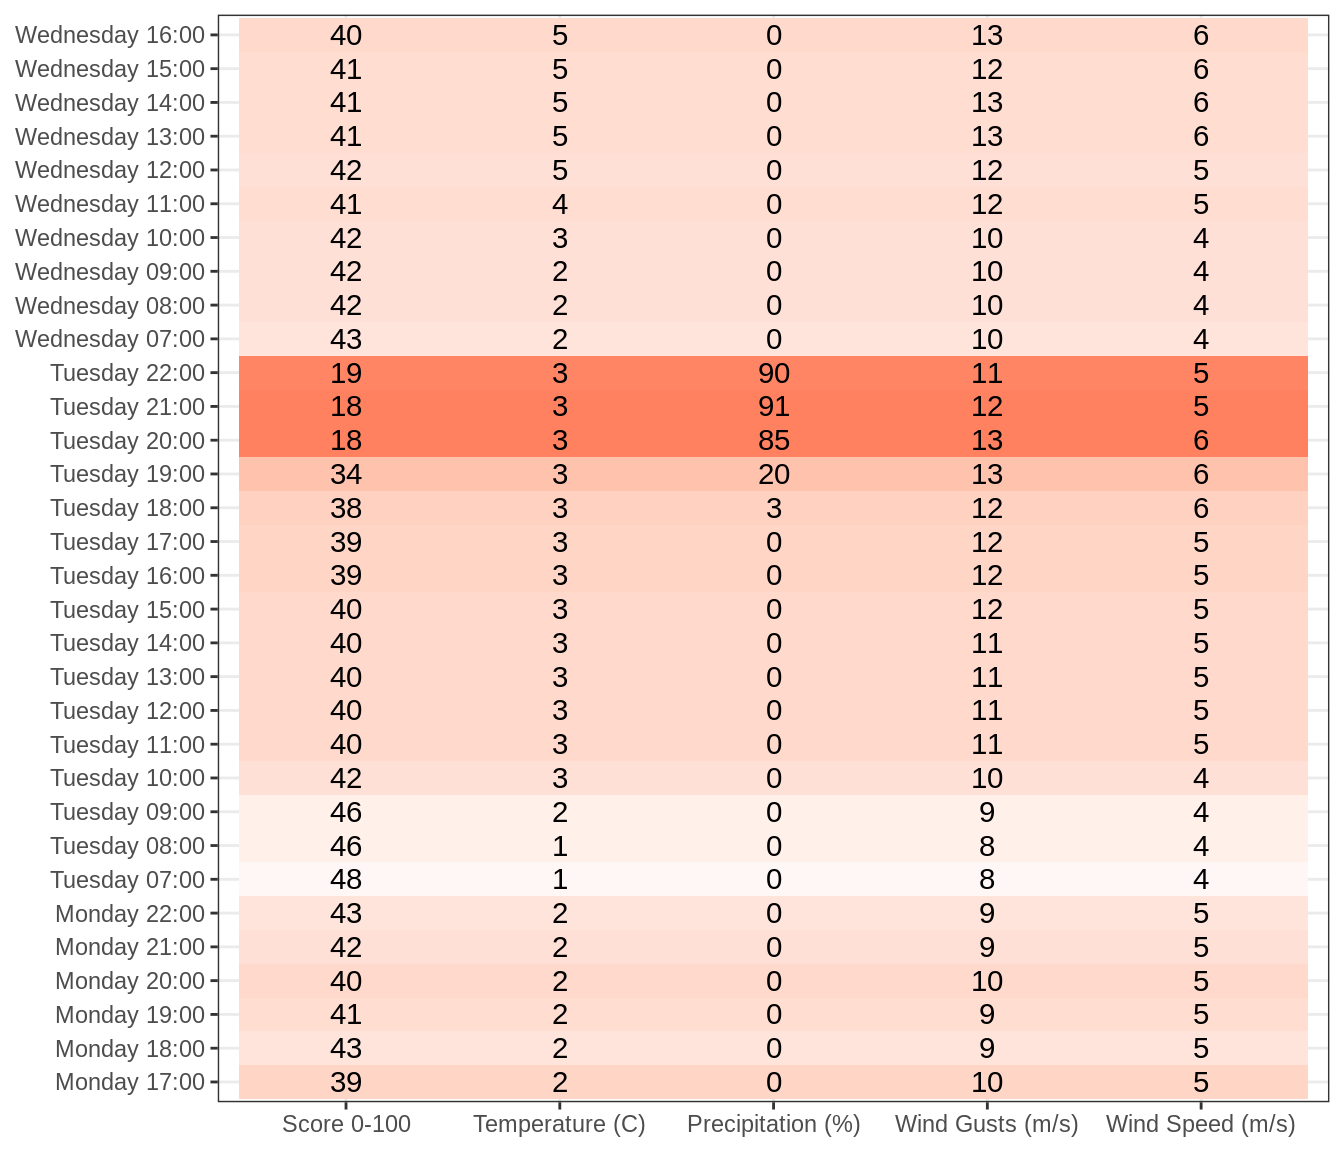 Wednesday 16:00 40 5 0 13 6
Wednesday 15:00 41 5 0 12 6
Wednesday 14:00 41 5 0 13 6
Wednesday 13:00 41 5 0 13 6
Wednesday 12:00 42 5 0 12 5
Wednesday 11:00 41 4 0 12 5
Wednesday 10:00 42 3 0 10 4
Wednesday 09:00 42 2 0 10 4
Wednesday 08:00 42 2 0 10 4
Wednesday 07:00 43 2 0 10 4
Tuesday 22:00 19 3 90 11 5
Tuesday 21:00 18 3 91 12 5
Tuesday 20:00 18 3 85 13 6
Tuesday 19:00 34 3 20 13 6
Tuesday 18:00 38 3 3 12 6
Tuesday 17:00 39 3 0 12 5
Tuesday 16:00 39 3 0 12 5
Tuesday 15:00 40 3 0 12 5
Tuesday 14:00 40 3 0 11 5
Tuesday 13:00 40 3 0 11 5
Tuesday 12:00 40 3 0 11 5
Tuesday 11:00 40 3 0 11 5
Tuesday 10:00 42 3 0 10 4
Tuesday 09:00 46 2 0 9 4
Tuesday 08:00 46 1 0 8 4
Tuesday 07:00 48 1 0 8 4
Monday 22:00 43 2 0 9 5
Monday 21:00 42 2 0 9 5
Monday 20:00 40 2 0 10 5
Monday 19:00 41 2 0 9 5
Monday 18:00 43 2 0 9 5
Monday 17:00 39 2 0 10 5
Score 0-100 Temperature (C) Precipitation (%) Wind Gusts (m/s) Wind Speed (m/s)